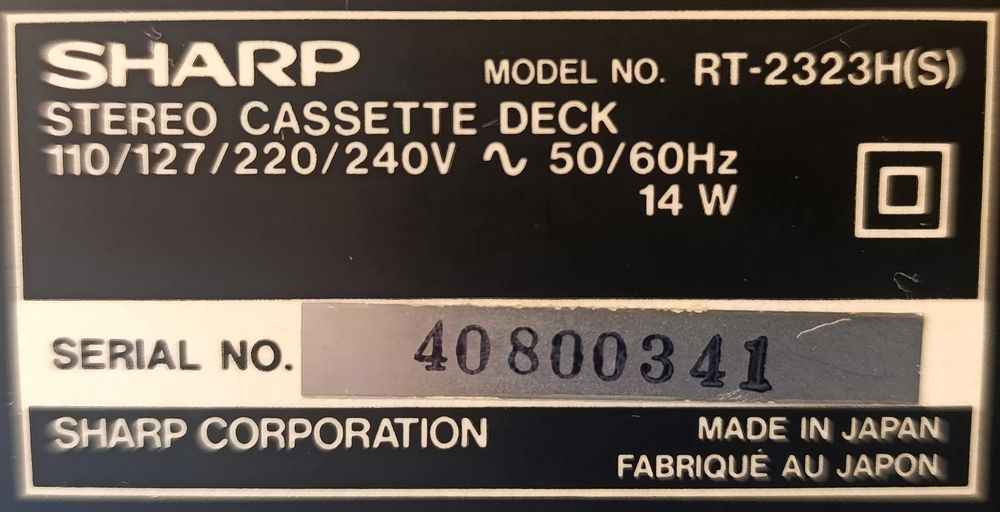 SHARP MODEL NO. RT-2323H(S)
STEREO CASSETTE DECK
110/127/220/240V ∿ 50/60Hz
14 W
SERIAL NO. 40800341
SHARP CORPORATION MADE IN JAPAN
FABRIQUÉ AU JAPON